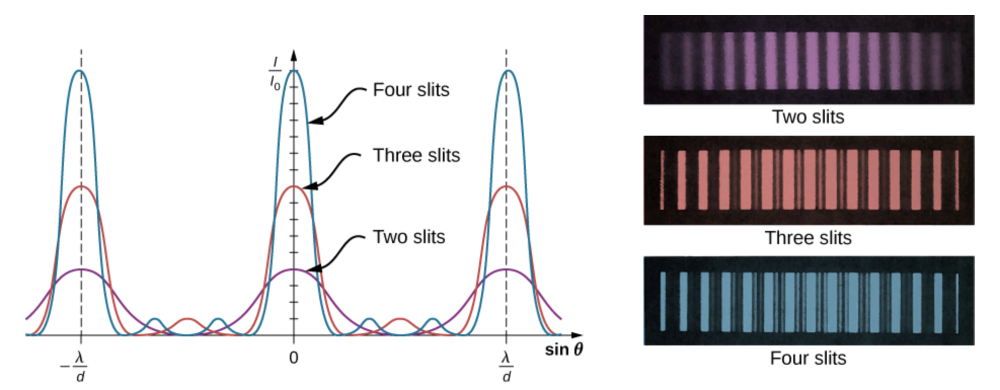 I
I0
Four slits
Three slits
Two slits
sin θ
−λ/d
0
λ/d
Two slits
Three slits
Four slits